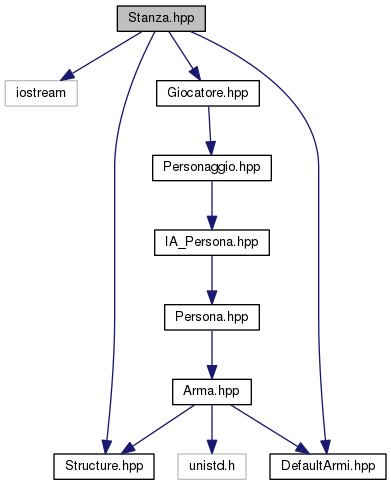 Stanza.hpp
iostream
Giocatore.hpp
Personaggio.hpp
IA_Persona.hpp
Persona.hpp
Arma.hpp
Structure.hpp
unistd.h
DefaultArmi.hpp